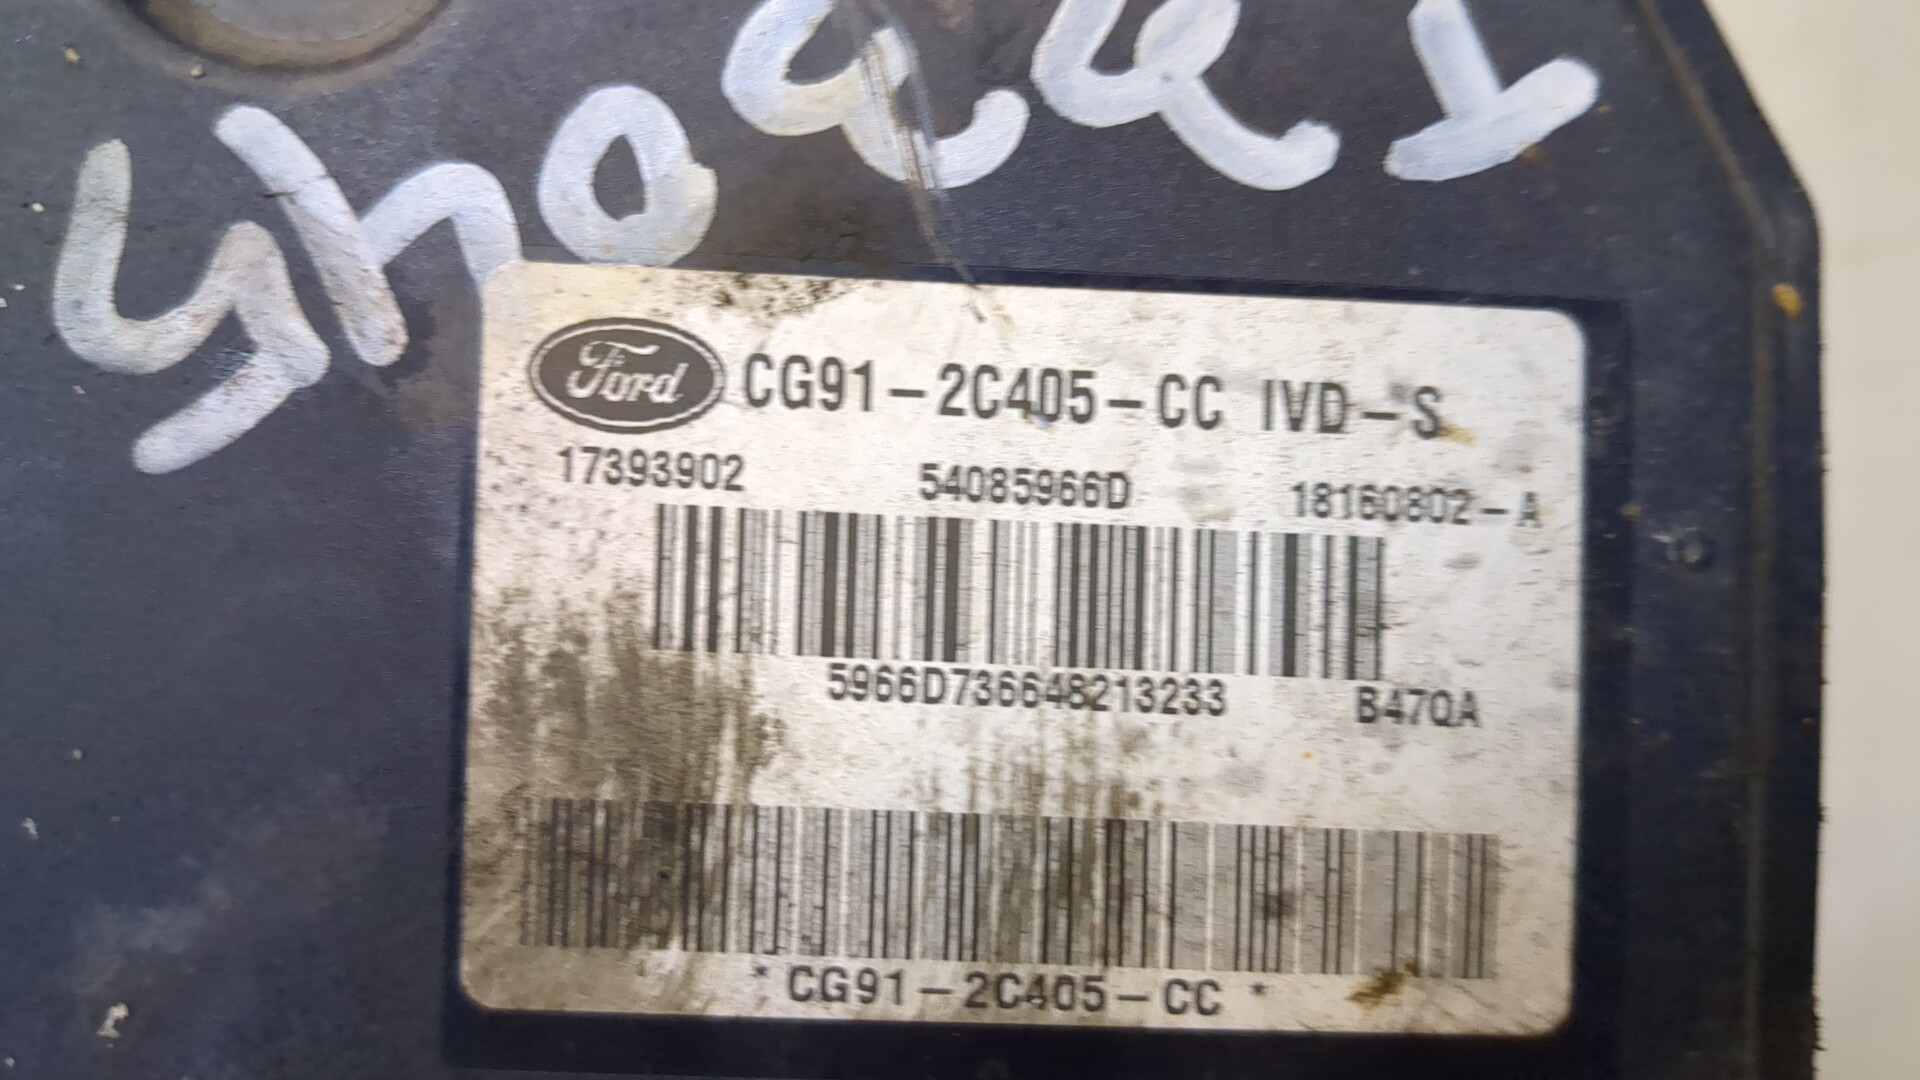 Ford CG91-2C405-CC IVD-S
17393902 54085966D 18160802-A
5966D736648213233 B47QA
*CG91-2C405-CC*